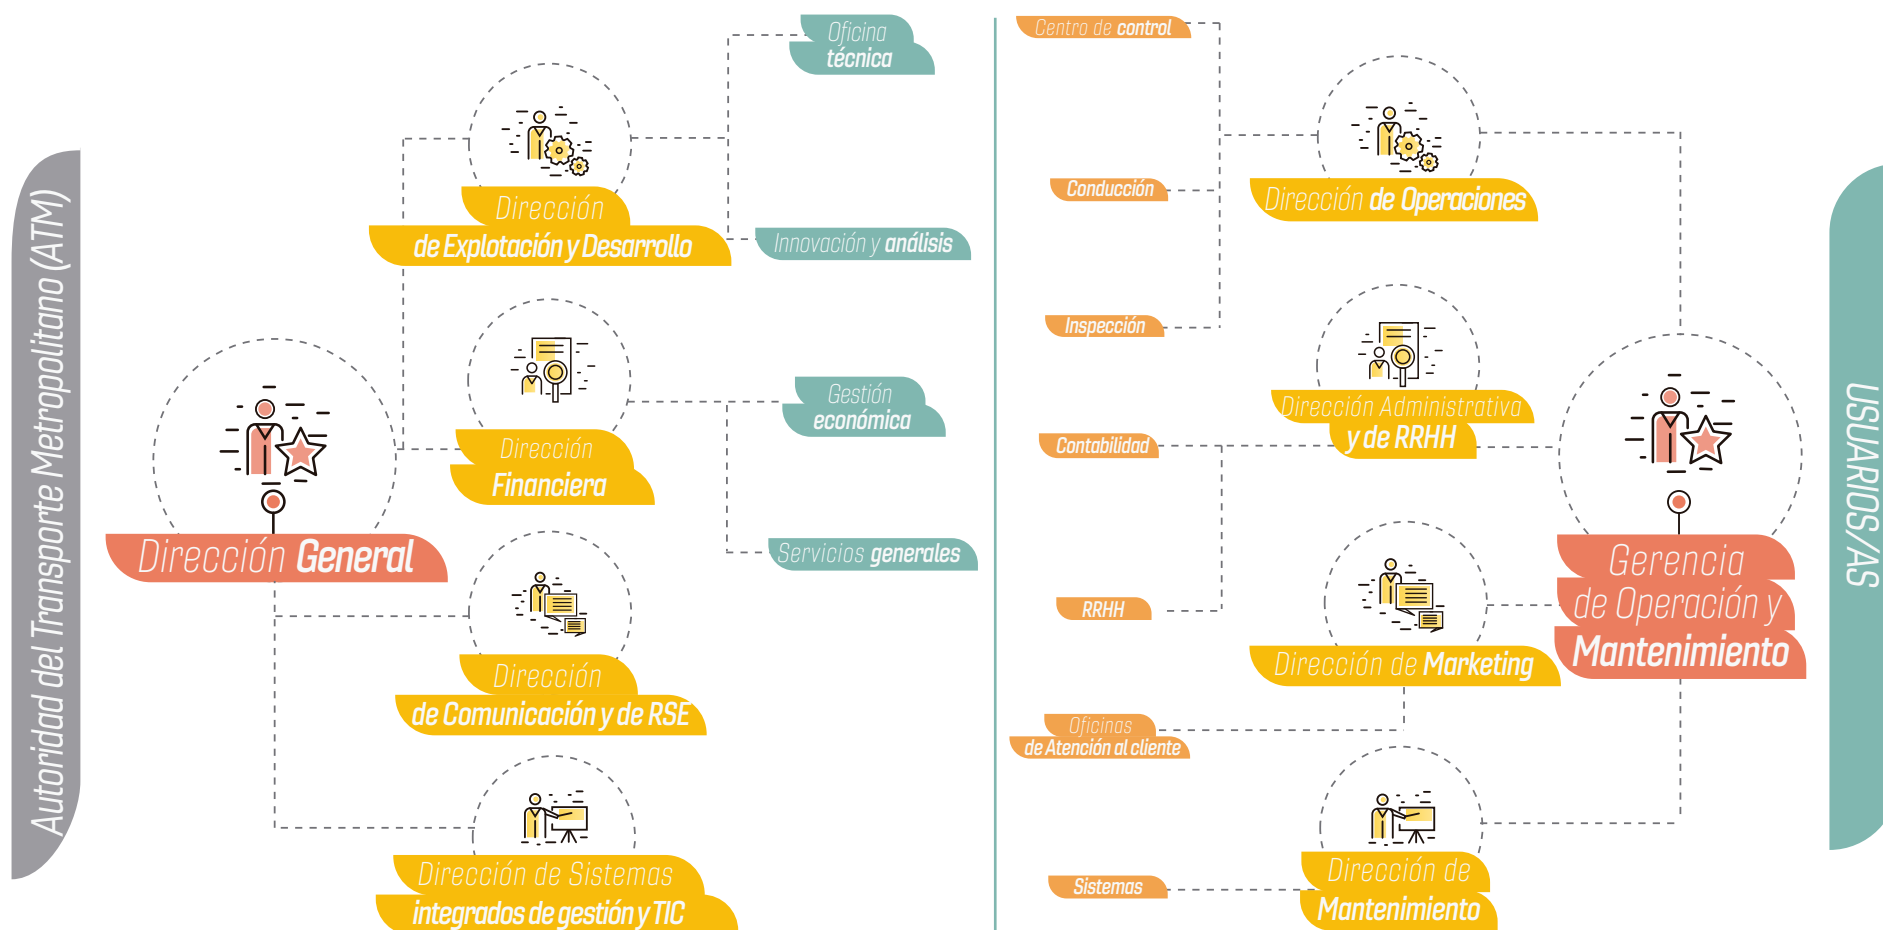 Autoridad del Transporte Metropolitano (ATM)
Dirección General
Dirección
de Explotación y Desarrollo
Oficina
técnica
Innovación y análisis
Dirección
Financiera
Gestión
económica
Servicios generales
Dirección
de Comunicación y de RSE
Dirección de Sistemas
integrados de gestión y TIC
Centro de control
Conducción
Inspección
Dirección de Operaciones
Contabilidad
RRHH
Dirección Administrativa
y de RRHH
Oficinas
de Atención al cliente
Dirección de Marketing
Sistemas
Dirección de
Mantenimiento
Gerencia
de Operación y
Mantenimiento
USUARIOS/AS